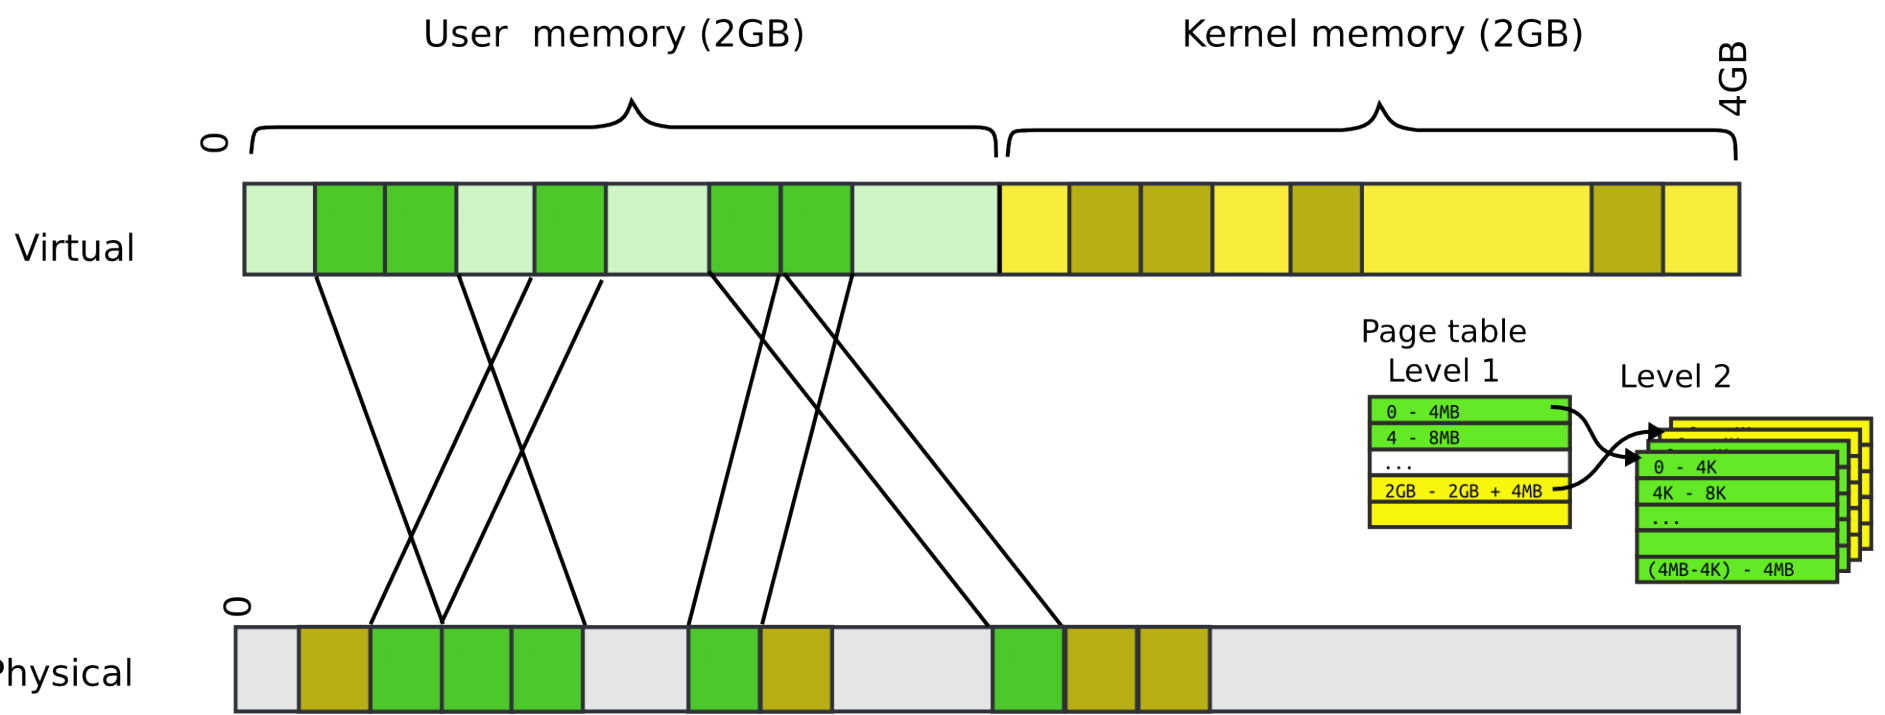 User  memory (2GB)
Kernel memory (2GB)
4GB
0
Virtual
Page table
Level 1
Level 2
0 - 4MB
4 - 8MB
...
2GB - 2GB + 4MB
0 - 4K
4K - 8K
...
(4MB-4K) - 4MB
0
Physical